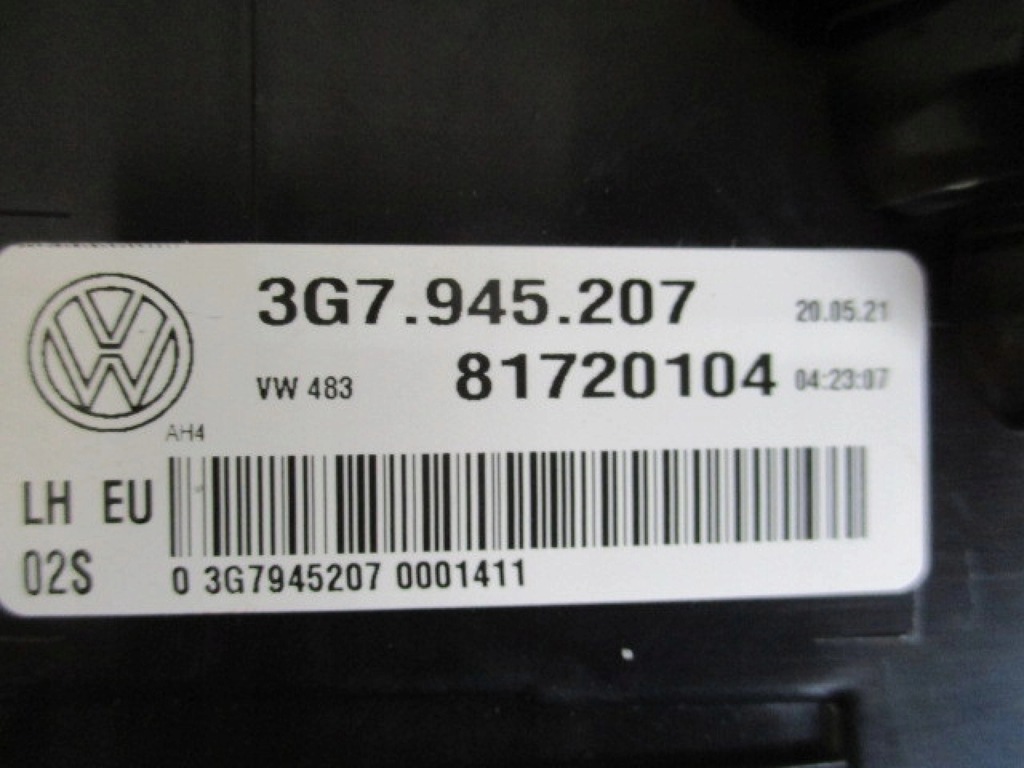 3G7.945.207 20.05.21
VW 483 81720104 04:23:07
AH4
LH EU
02S
0 3G7945207 0001411